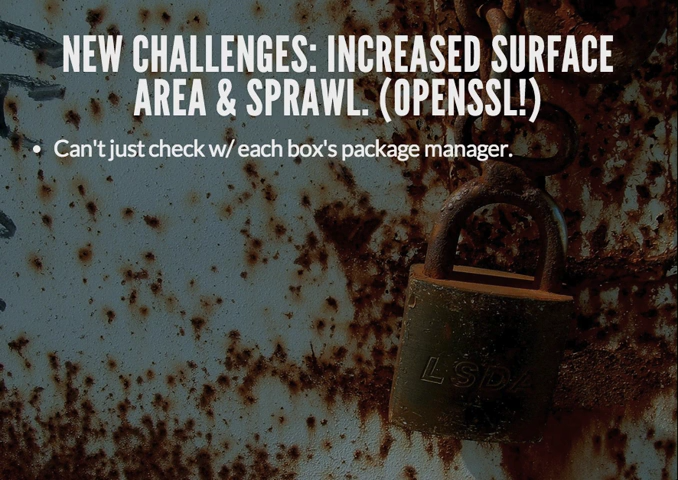 NEW CHALLENGES: INCREASED SURFACE
AREA & SPRAWL. (OPENSSL!)
• Can't just check w/ each box's package manager.